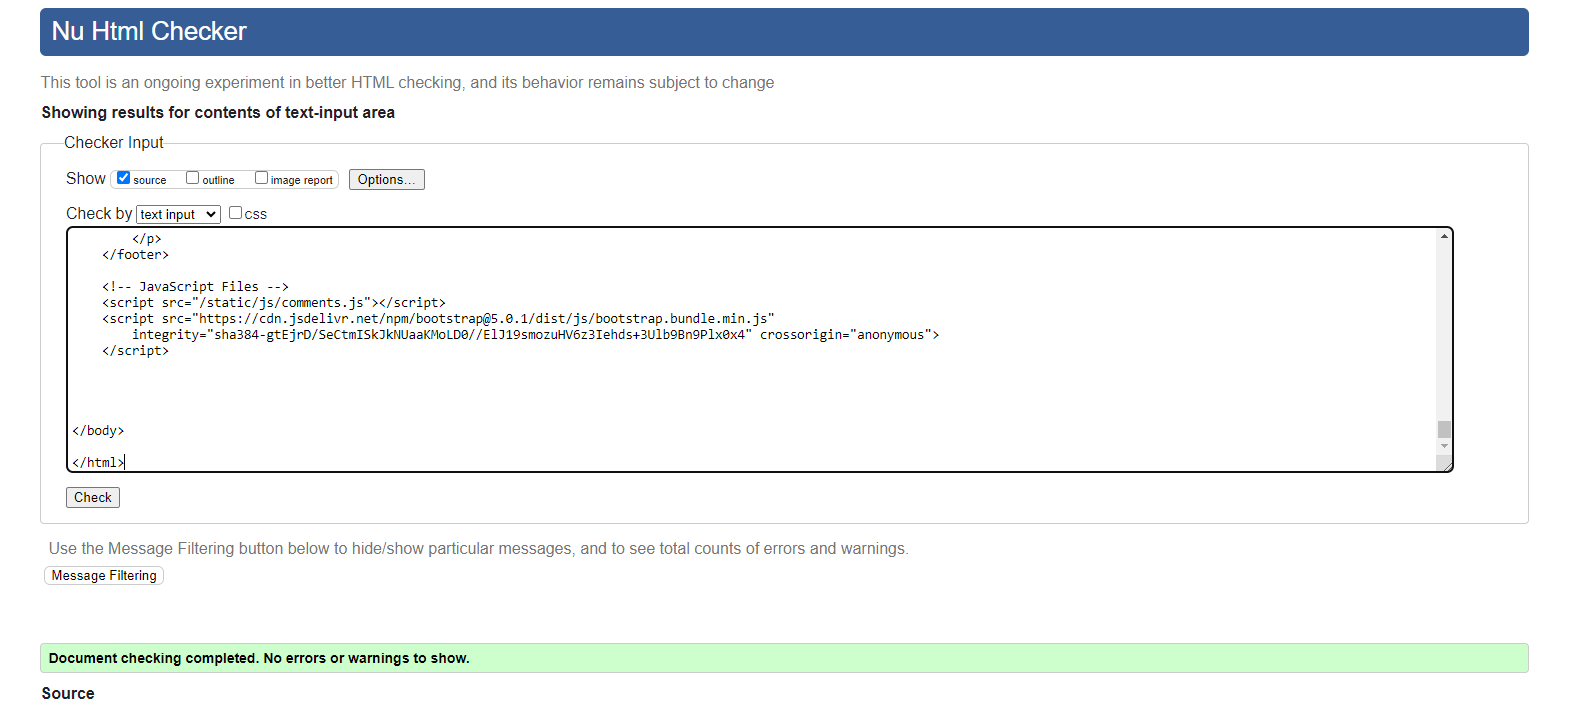 Nu Html Checker
This tool is an ongoing experiment in better HTML checking, and its behavior remains subject to change
Showing results for contents of text-input area
Checker Input
Show source outline image report Options...
Check by text input css
</p>
</footer>
<!-- JavaScript Files -->
<script src="/static/js/comments.js"></script>
<script src="https://cdn.jsdelivr.net/npm/bootstrap@5.0.1/dist/js/bootstrap.bundle.min.js"
integrity="sha384-gtEjrD/SeCtmISkJkNUaaKMoLD0//ElJ19smozuHV6z3Iehds+3Ulb9Bn9Plx0x4" crossorigin="anonymous">
</script>
</body>
</html>
Check
Use the Message Filtering button below to hide/show particular messages, and to see total counts of errors and warnings.
Message Filtering
Document checking completed. No errors or warnings to show.
Source